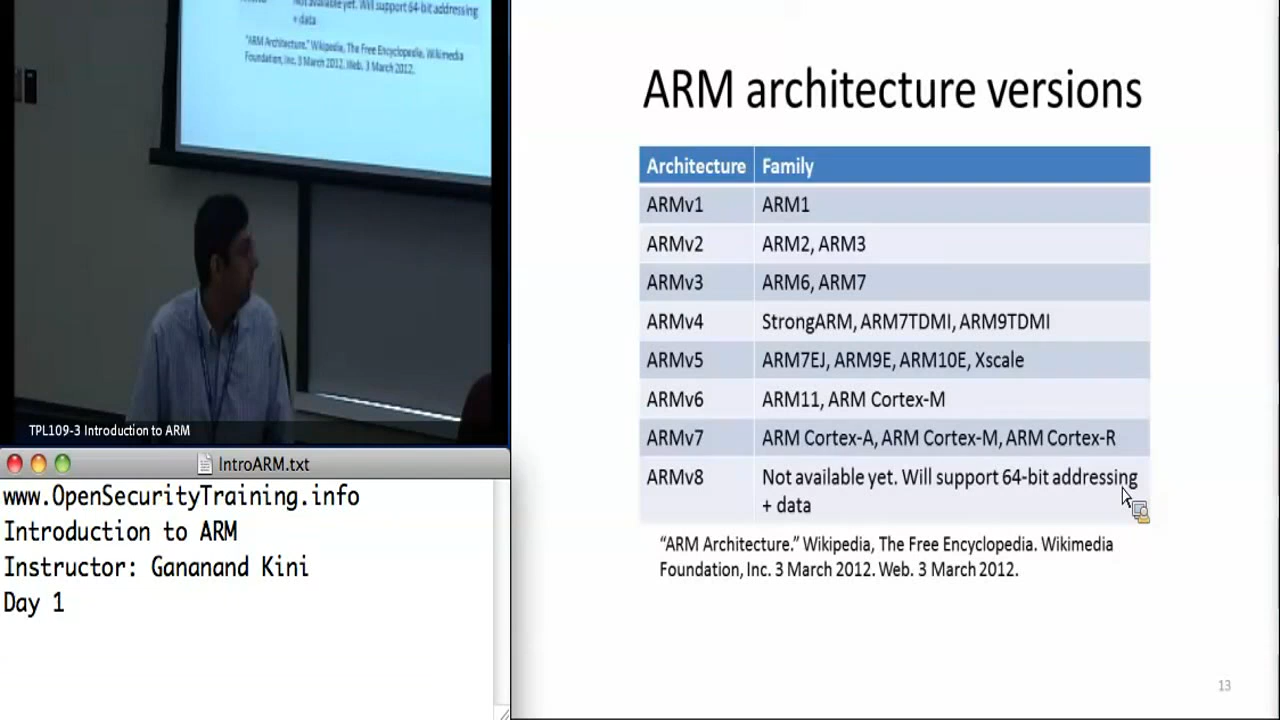 Not available yet. Will support 64-bit addressing
+ data
"ARM Architecture." Wikipedia, The Free Encyclopedia. Wikimedia
Foundation, Inc. 3 March 2012. Web. 3 March 2012.
TPL109-3 Introduction to ARM
IntroARM.txt
www.OpenSecurityTraining.info
Introduction to ARM
Instructor: Gananand Kini
Day 1
ARM architecture versions
Architecture Family
ARMv1 ARM1
ARMv2 ARM2, ARM3
ARMv3 ARM6, ARM7
ARMv4 StrongARM, ARM7TDMI, ARM9TDMI
ARMv5 ARM7EJ, ARM9E, ARM10E, Xscale
ARMv6 ARM11, ARM Cortex-M
ARMv7 ARM Cortex-A, ARM Cortex-M, ARM Cortex-R
ARMv8 Not available yet. Will support 64-bit addressing
+ data
“ARM Architecture.” Wikipedia, The Free Encyclopedia. Wikimedia
Foundation, Inc. 3 March 2012. Web. 3 March 2012.
13